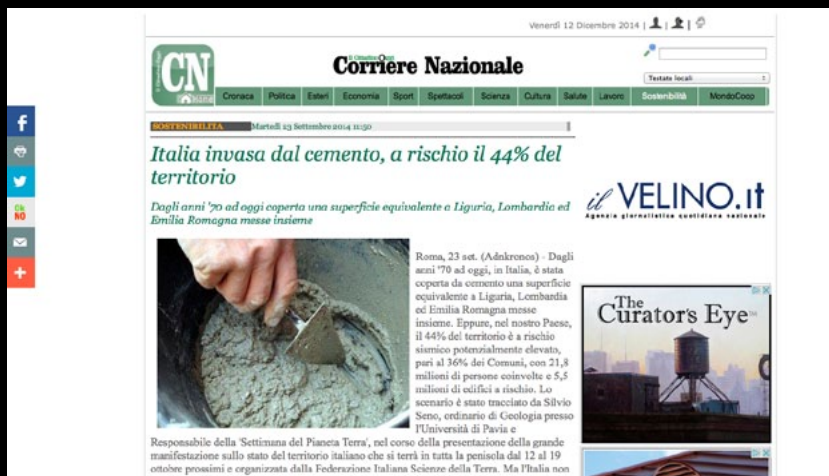 Venerdì 12 Dicembre 2014 | | |
CN
Corriere Nazionale
Testate locali
Cronaca Politica Esteri Economia Sport Spettacoli Scienza Cultura Salute Lavoro Sostenibilità MondoCoop
SOSTENIBILITA Martedì 23 Settembre 2014 11:50
Italia invasa dal cemento, a rischio il 44% del
territorio
Dagli anni '70 ad oggi coperta una superficie equivalente a Liguria, Lombardia ed
Emilia Romagna messe insieme
il VELINO.it
Agenzia giornalistica quotidiana nazionale
Roma, 23 set. (Adnkronos) - Dagli
anni '70 ad oggi, in Italia, è stata
coperta da cemento una superficie
equivalente a Liguria, Lombardia
ed Emilia Romagna messe
insieme. Eppure, nel nostro Paese,
il 44% del territorio è a rischio
sismico potenzialmente elevato,
pari al 36% dei Comuni, con 21,8
milioni di persone coinvolte e 5,5
milioni di edifici a rischio. Lo
scenario è stato tracciato da Silvio
Seno, ordinario di Geologia presso
l'Università di Pavia e
Responsabile della 'Settimana del Pianeta Terra', nel corso della presentazione della grande
manifestazione sullo stato del territorio italiano che si terrà in tutta la penisola dal 12 al 19
ottobre prossimi e organizzata dalla Federazione Italiana Scienze della Terra. Ma l'Italia non
The
Curator's Eye
f
OK
NO